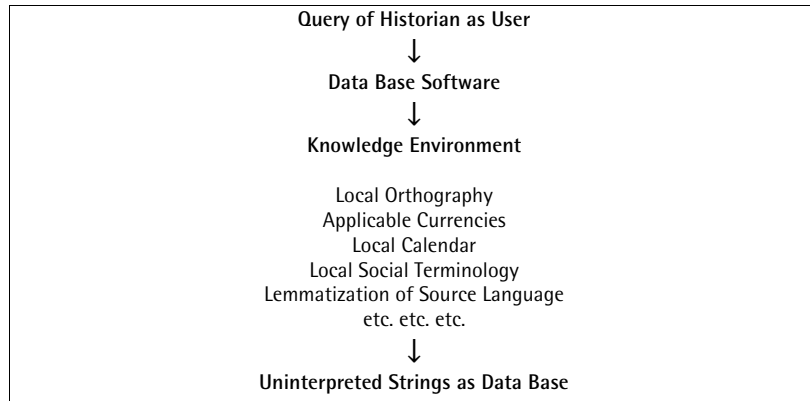 Query of Historian as User
↓
Data Base Software
↓
Knowledge Environment
Local Orthography
Applicable Currencies
Local Calendar
Local Social Terminology
Lemmatization of Source Language
etc. etc. etc.
↓
Uninterpreted Strings as Data Base